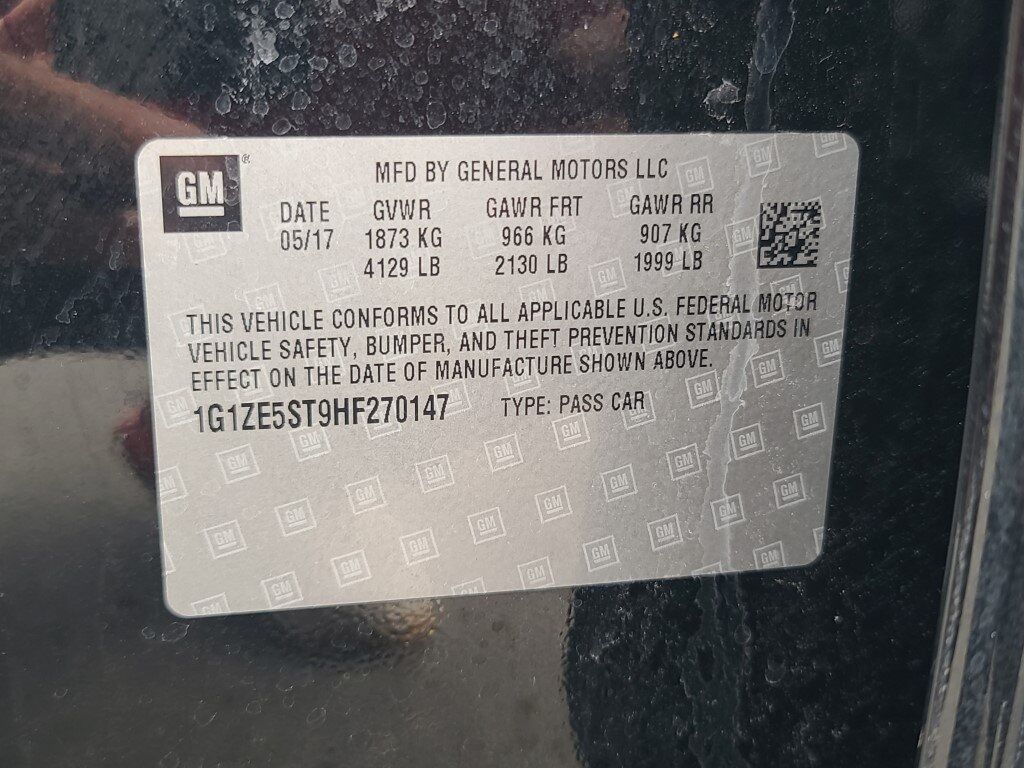 GM®
MFD BY GENERAL MOTORS LLC
DATE GVWR GAWR FRT GAWR RR
05/17 1873 KG 966 KG 907 KG
4129 LB 2130 LB 1999 LB
THIS VEHICLE CONFORMS TO ALL APPLICABLE U.S. FEDERAL MOTOR
VEHICLE SAFETY, BUMPER, AND THEFT PREVENTION STANDARDS IN
EFFECT ON THE DATE OF MANUFACTURE SHOWN ABOVE.
1G1ZE5ST9HF270147 TYPE: PASS CAR